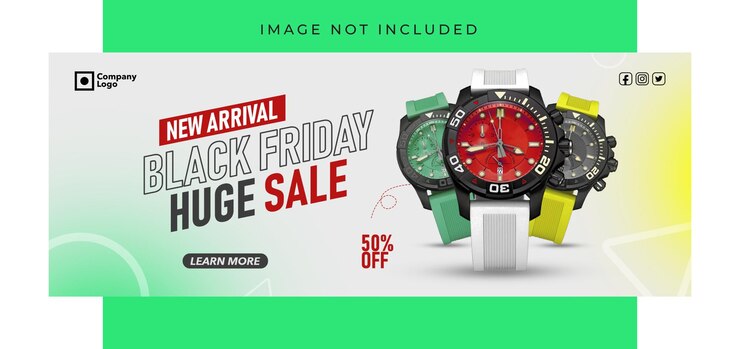 IMAGE NOT INCLUDED
Company
Logo
NEW ARRIVAL
BLACK FRIDAY
HUGE SALE
LEARN MORE
50%
OFF